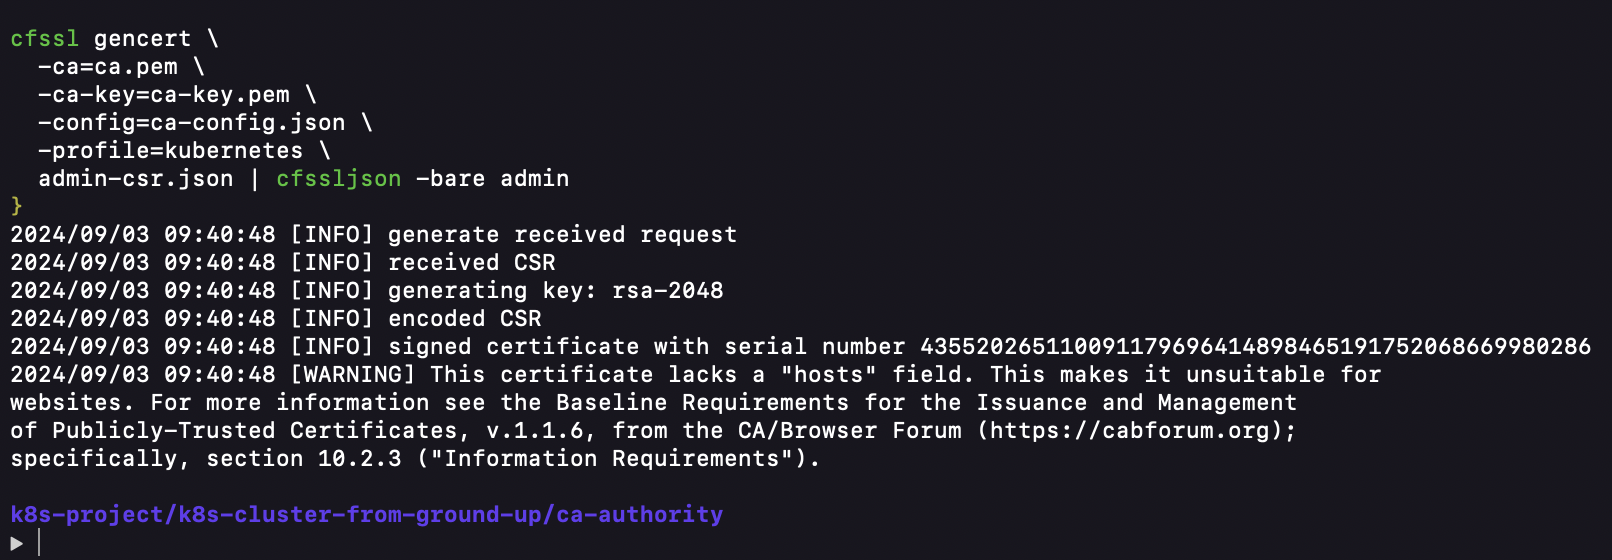 cfssl gencert \
  -ca=ca.pem \
  -ca-key=ca-key.pem \
  -config=ca-config.json \
  -profile=kubernetes \
  admin-csr.json | cfssljson -bare admin
}
2024/09/03 09:40:48 [INFO] generate received request
2024/09/03 09:40:48 [INFO] received CSR
2024/09/03 09:40:48 [INFO] generating key: rsa-2048
2024/09/03 09:40:48 [INFO] encoded CSR
2024/09/03 09:40:48 [INFO] signed certificate with serial number 435520265110091179696414898465191752068669980286
2024/09/03 09:40:48 [WARNING] This certificate lacks a "hosts" field. This makes it unsuitable for
websites. For more information see the Baseline Requirements for the Issuance and Management
of Publicly-Trusted Certificates, v.1.1.6, from the CA/Browser Forum (https://cabforum.org);
specifically, section 10.2.3 ("Information Requirements").
k8s-project/k8s-cluster-from-ground-up/ca-authority